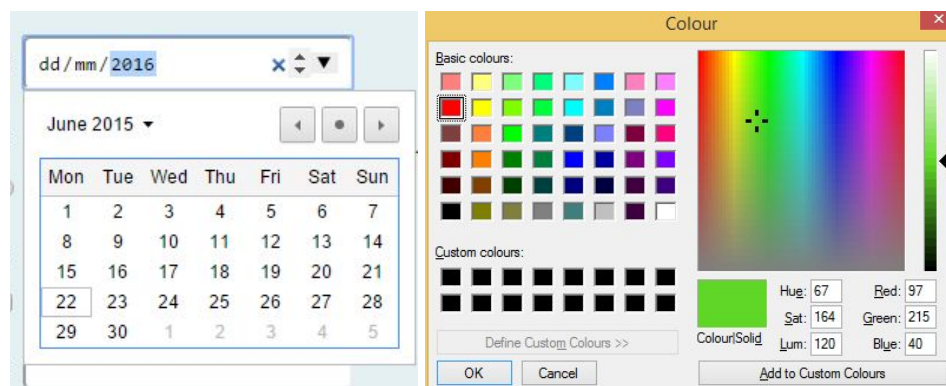 dd/mm/2016
June 2015
Mon Tue Wed Thu Fri Sat Sun
1 2 3 4 5 6 7
8 9 10 11 12 13 14
15 16 17 18 19 20 21
22 23 24 25 26 27 28
29 30 1 2 3 4 5
Colour
Basic colours:
Custom colours:
Define Custom Colours >>
OK Cancel
Colour|Solid
Hue: 67 Red: 97
Sat: 164 Green: 215
Lum: 120 Blue: 40
Add to Custom Colours